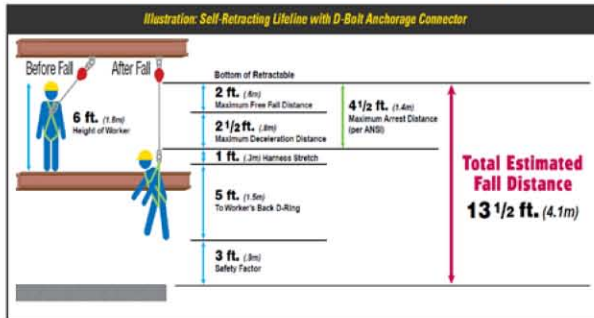 Illustration: Self-Retracting Lifeline with D-Bolt Anchorage Connector
Before Fall
After Fall
6 ft. (1.8m)
Height of Worker
Bottom of Retractable
2 ft. (.6m)
Maximum Free Fall Distance
2 1/2 ft. (.8m)
Maximum Deceleration Distance
1 ft. (.3m) Harness Stretch
5 ft. (1.5m)
To Worker's Back D-Ring
3 ft. (.9m)
Safety Factor
4 1/2 ft. (1.4m)
Maximum Arrest Distance
(per ANSI)
Total Estimated
Fall Distance
13 1/2 ft. (4.1m)